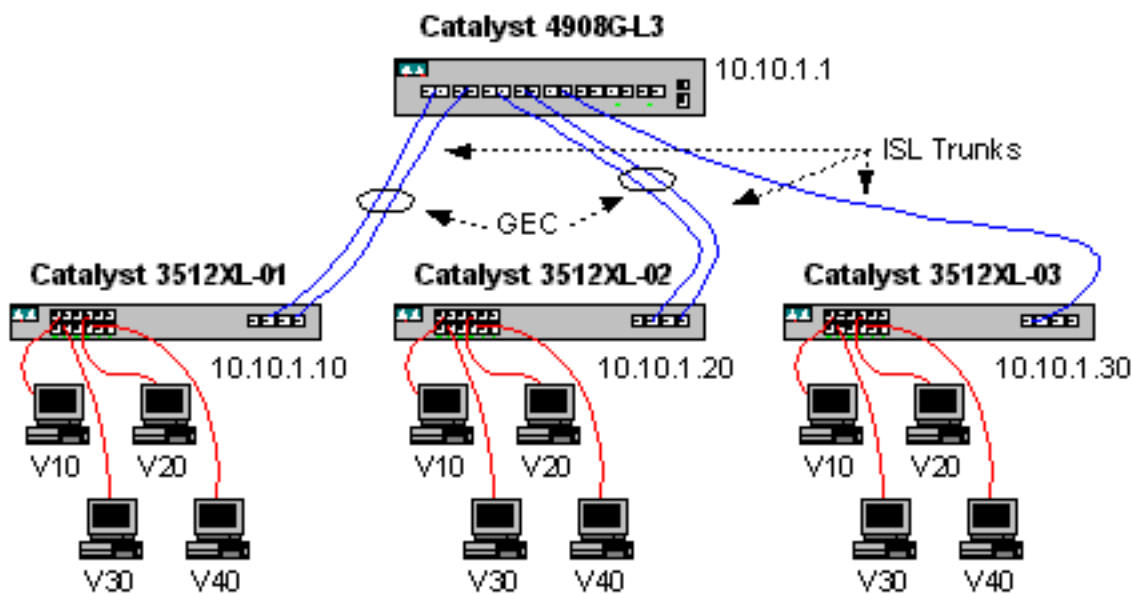 Catalyst 4908G-L3
10.10.1.1
ISL Trunks
GEC
Catalyst 3512XL-01
Catalyst 3512XL-02
Catalyst 3512XL-03
10.10.1.10
10.10.1.20
10.10.1.30
V10
V20
V10
V20
V10
V20
V30
V40
V30
V40
V30
V40